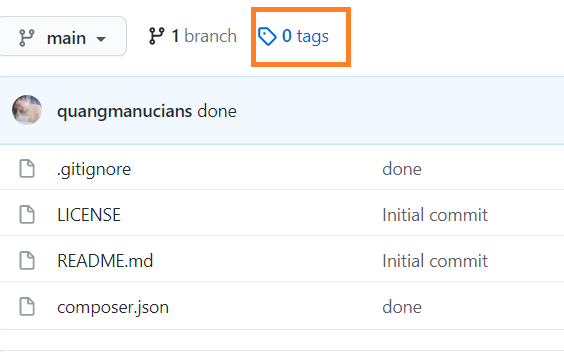 main 1 branch 0 tags
quangmanucians done
.gitignore done
LICENSE Initial commit
README.md Initial commit
composer.json done